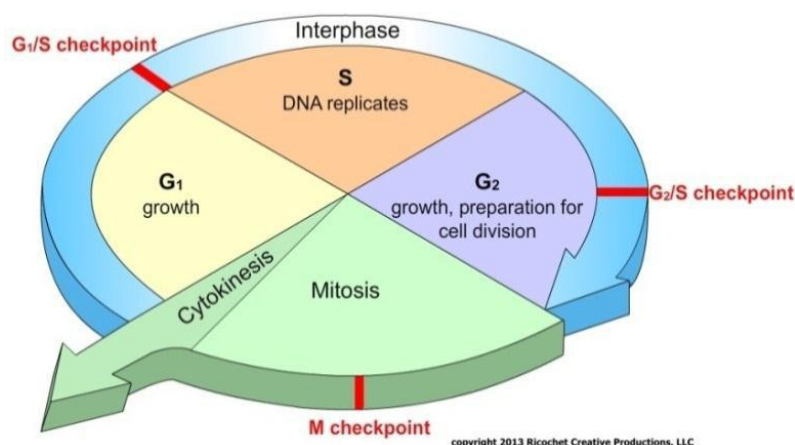 Interphase
G₁/S checkpoint
S
DNA replicates
G₁
growth
G₂
growth, preparation for
cell division
G₂/S checkpoint
Cytokinesis
Mitosis
M checkpoint
copyright 2013 Ricochet Creative Productions, LLC